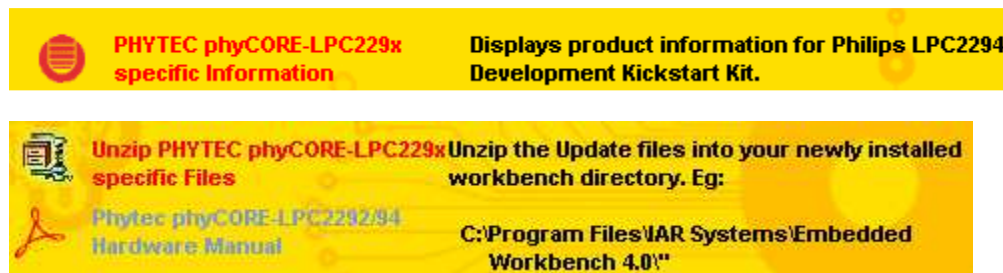 PHYTEC phyCORE-LPC229x
specific Information
Displays product information for Philips LPC2294
Development Kickstart Kit.
Unzip PHYTEC phyCORE-LPC229x
specific Files
Unzip the Update files into your newly installed
workbench directory. Eg:
Phytec phyCORE-LPC2292/94
Hardware Manual
C:\Program Files\IAR Systems\Embedded
Workbench 4.0\"